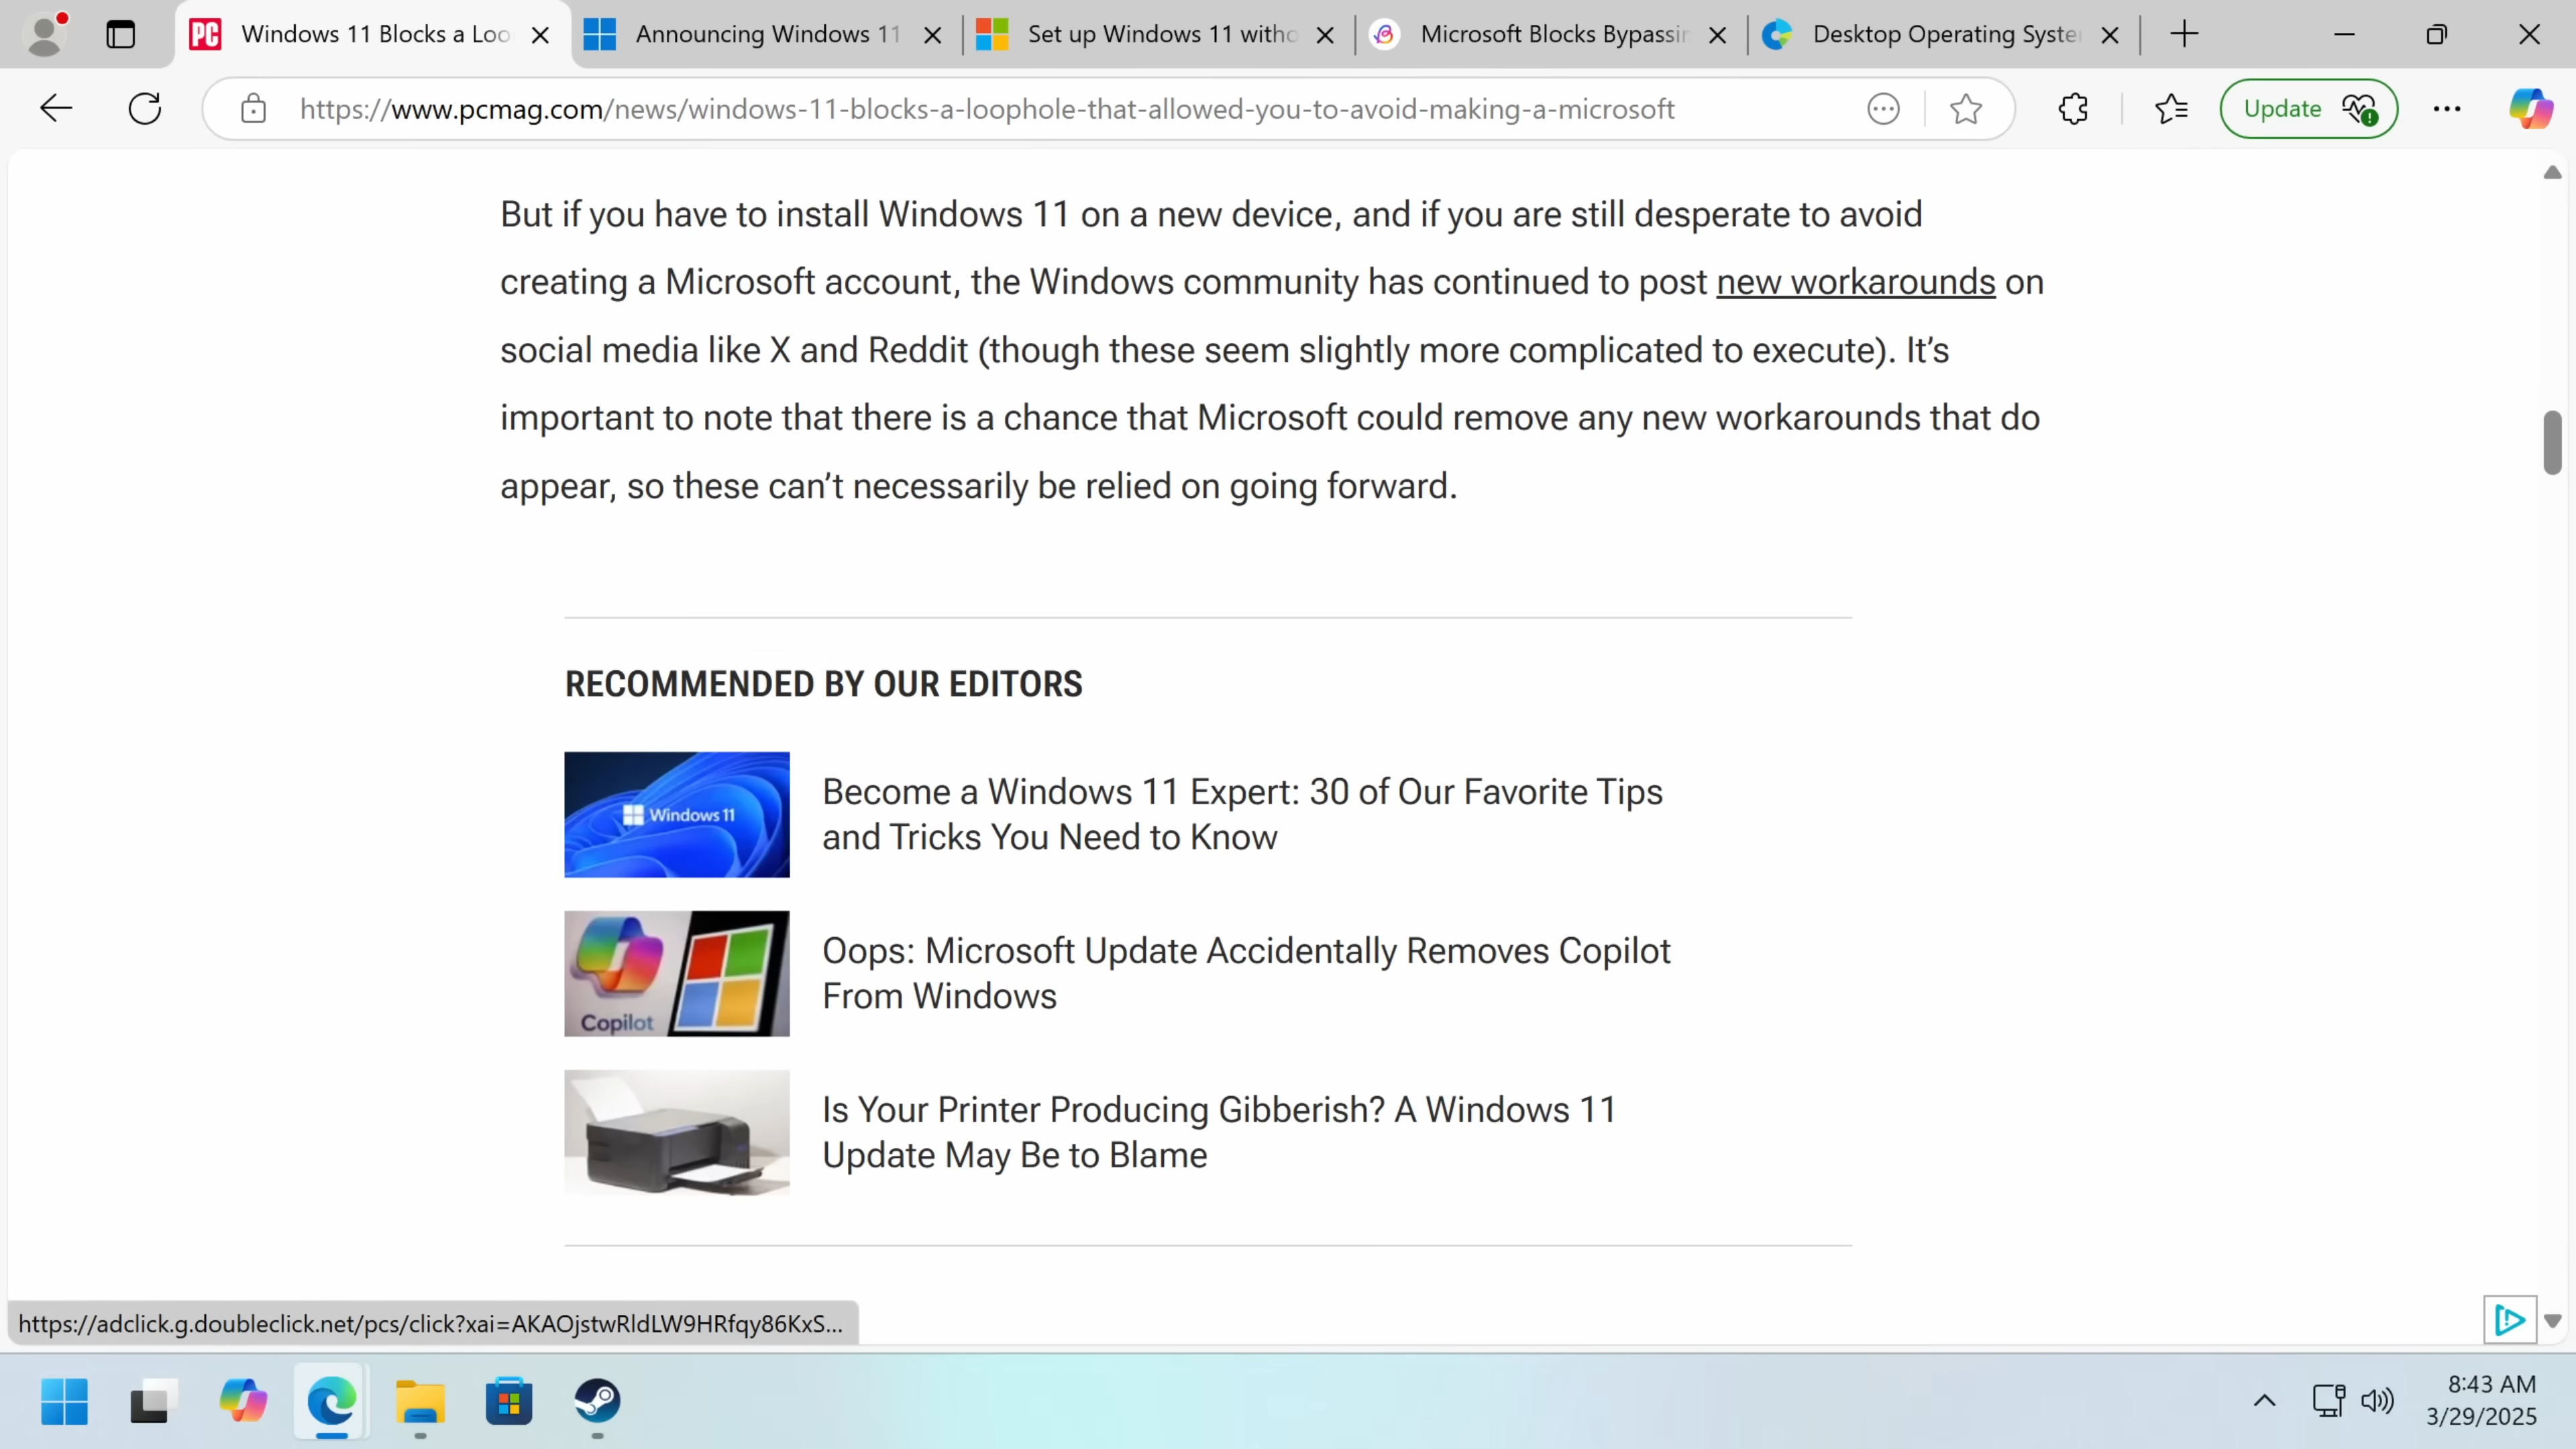 PC Windows 11 Blocks a Loo
Announcing Windows 11
Set up Windows 11 witho
Microsoft Blocks Bypassin
Desktop Operating Syste
https://www.pcmag.com/news/windows-11-blocks-a-loophole-that-allowed-you-to-avoid-making-a-microsoft
Update
But if you have to install Windows 11 on a new device, and if you are still desperate to avoid
creating a Microsoft account, the Windows community has continued to post new workarounds on
social media like X and Reddit (though these seem slightly more complicated to execute). It’s
important to note that there is a chance that Microsoft could remove any new workarounds that do
appear, so these can’t necessarily be relied on going forward.
RECOMMENDED BY OUR EDITORS
Windows 11
Become a Windows 11 Expert: 30 of Our Favorite Tips
and Tricks You Need to Know
Copilot
Oops: Microsoft Update Accidentally Removes Copilot
From Windows
Is Your Printer Producing Gibberish? A Windows 11
Update May Be to Blame
https://adclick.g.doubleclick.net/pcs/click?xai=AKAOjstwRldLW9HRfqy86KxS...
8:43 AM
3/29/2025